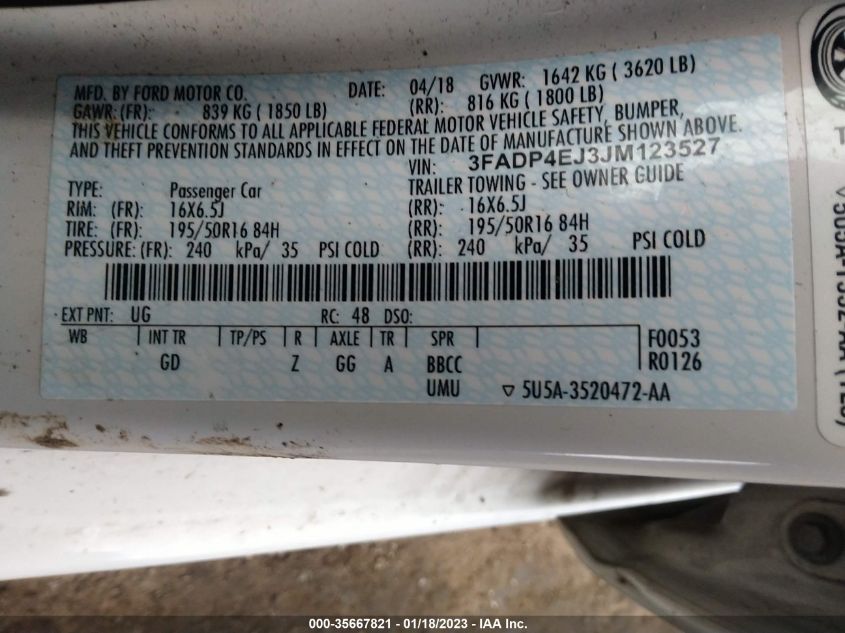 MFD. BY FORD MOTOR CO. DATE: 04/18 GVWR: 1642 KG ( 3620 LB)
GAWR: (FR): 839 KG ( 1850 LB) (RR): 816 KG ( 1800 LB)
THIS VEHICLE CONFORMS TO ALL APPLICABLE FEDERAL MOTOR VEHICLE SAFETY, BUMPER,
AND THEFT PREVENTION STANDARDS IN EFFECT ON THE DATE OF MANUFACTURE SHOWN ABOVE.
VIN: 3FADP4EJ3JM123527
TYPE: Passenger Car TRAILER TOWING - SEE OWNER GUIDE
RIM: (FR): 16X6.5J (RR): 16X6.5J
TIRE: (FR): 195/50R16 84H (RR): 195/50R16 84H
PRESSURE: (FR): 240 kPa/ 35 PSI COLD (RR): 240 kPa/ 35 PSI COLD
EXT PNT: UG RC: 48 DSO:
WB INT TR TP/PS R AXLE TR SPR F0053
GD Z GG A BBCC R0126
UMU ▽ 5U5A-3520472-AA
000-35667821 - 01/18/2023 - IAA Inc.